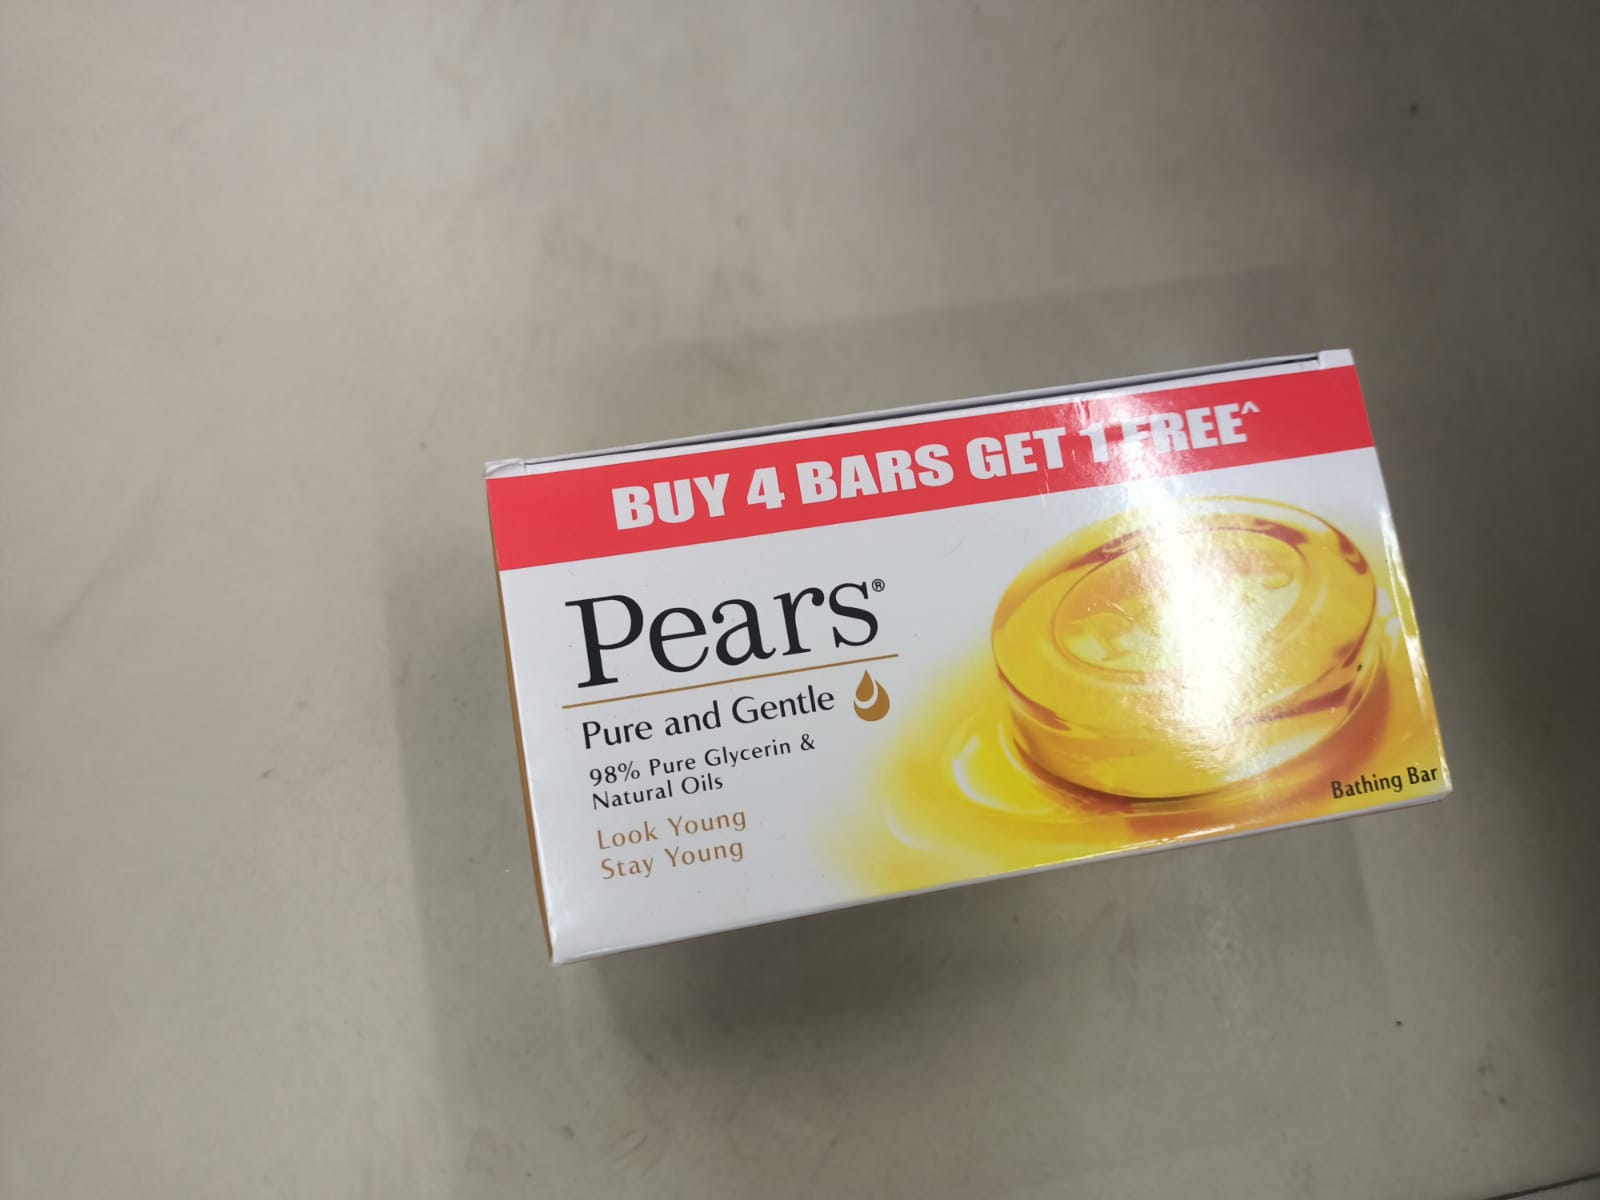 BUY 4 BARS GET 1 FREE^
Pears®
Pure and Gentle
98% Pure Glycerin &
Natural Oils
Look Young
Stay Young
Bathing Bar